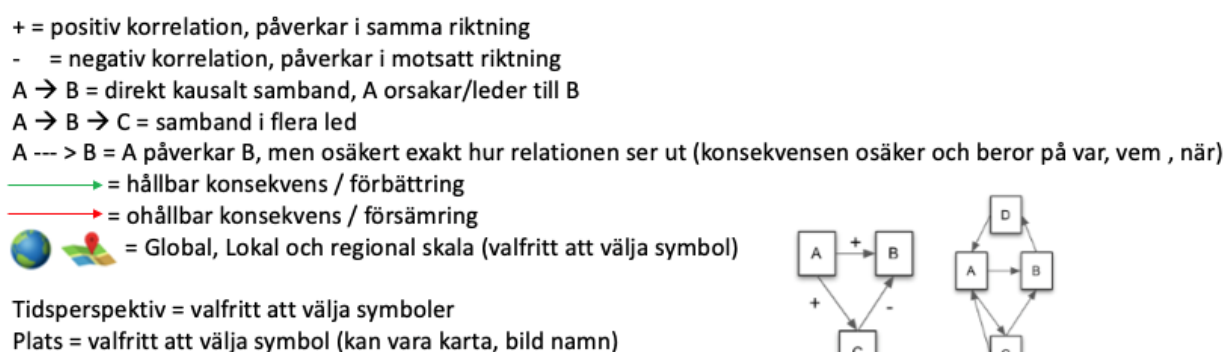 + = positiv korrelation, påverkar i samma riktning
- = negativ korrelation, påverkar i motsatt riktning
A → B = direkt kausalt samband, A orsakar/leder till B
A → B → C = samband i flera led
A --- > B = A påverkar B, men osäkert exakt hur relationen ser ut (konsekvensen osäker och beror på var, vem , när)
= hållbar konsekvens / förbättring
= ohållbar konsekvens / försämring
= Global, Lokal och regional skala (valfritt att välja symbol)
Tidsperspektiv = valfritt att välja symboler
Plats = valfritt att välja symbol (kan vara karta, bild namn)
A + B
+ -
C
D
A B